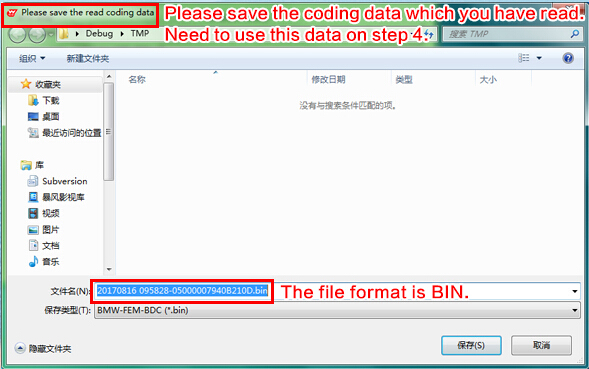 Please save the read coding data
Please save the coding data which you have read.
Need to use this data on step 4.
Debug
TMP
搜索 TMP
组织
新建文件夹
收藏夹
下载
桌面
最近访问的位置
库
Subversion
暴风影视库
视频
图片
文档
音乐
名称
修改日期
类型
大小
没有与搜索条件匹配的项。
文件名(N):
20170816 095828-05000007940B210D.bin
The file format is BIN.
保存类型(T):
BMW-FEM-BDC (*.bin)
隐藏文件夹
保存(S)
取消